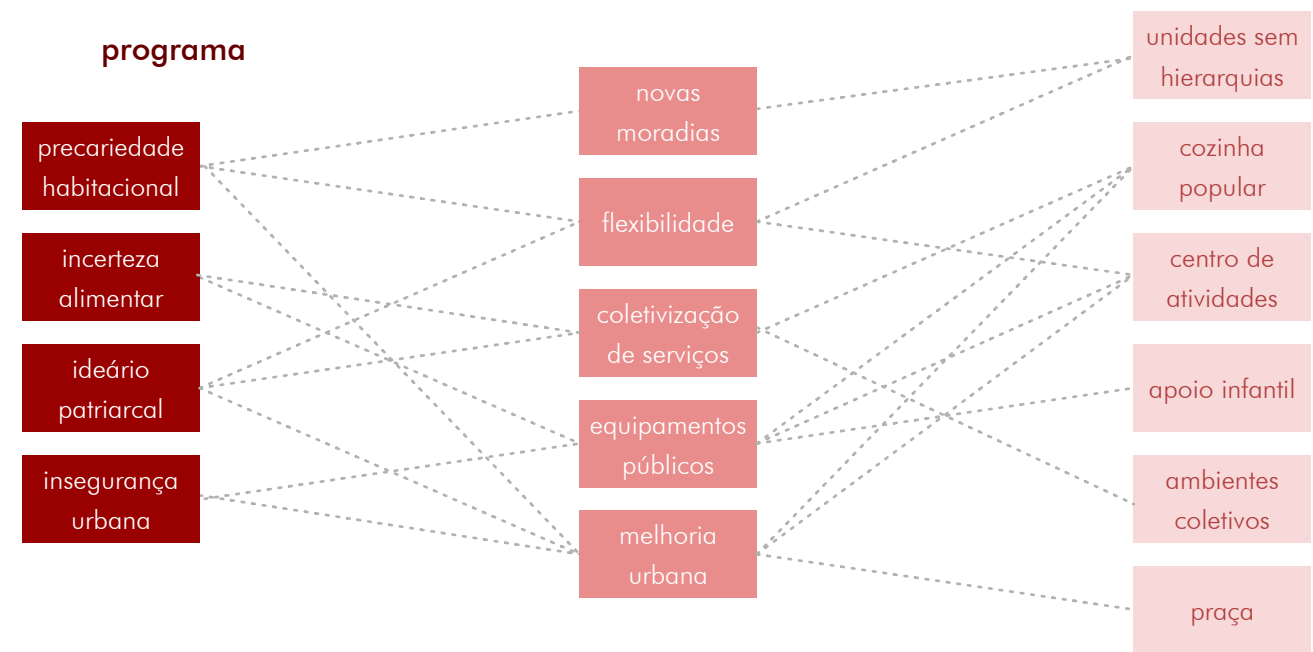 programa
precariedade
habitacional
incerteza
alimentar
ideário
patriarcal
insegurança
urbana
novas
moradias
flexibilidade
coletivização
de serviços
equipamentos
públicos
melhoria
urbana
unidades sem
hierarquias
cozinha
popular
centro de
atividades
apoio infantil
ambientes
coletivos
praça